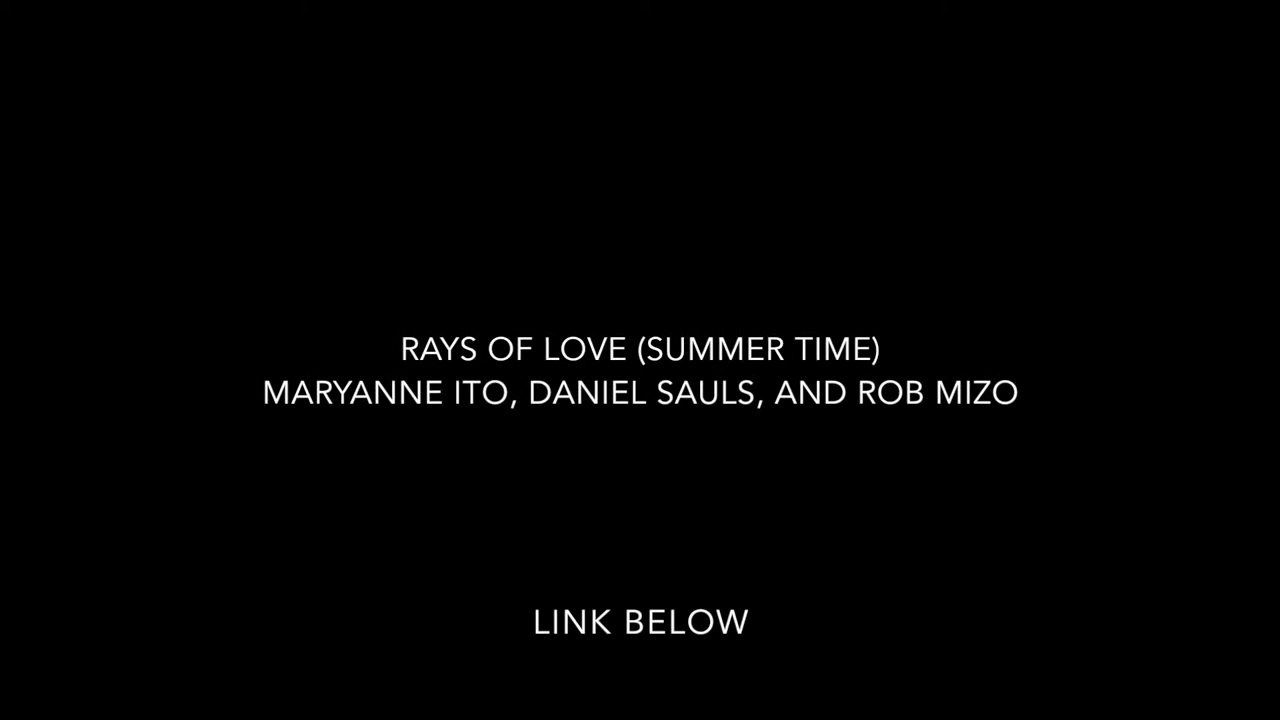 RAYS OF LOVE (SUMMER TIME)
MARYANNE ITO, DANIEL SAULS, AND ROB MIZO
LINK BELOW